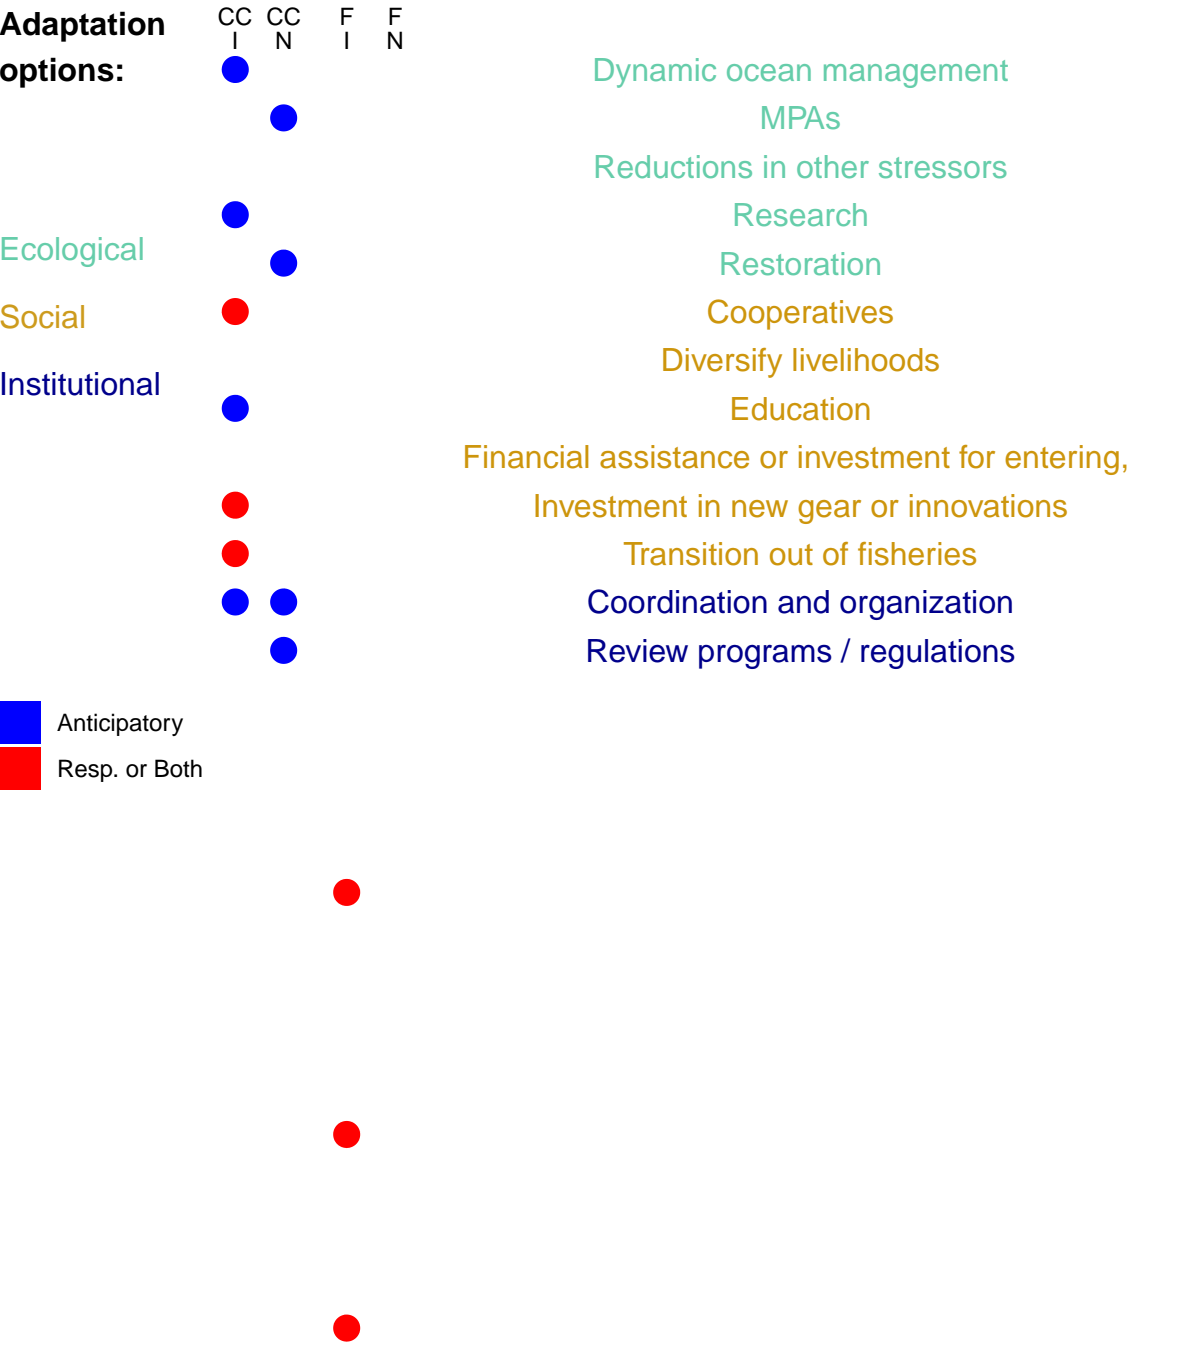 Adaptation
options:
CC CC F F
I N I N
Dynamic ocean management
MPAs
Reductions in other stressors
Research
Restoration
Ecological
Social
Institutional
Cooperatives
Diversify livelihoods
Education
Financial assistance or investment for entering,
Investment in new gear or innovations
Transition out of fisheries
Coordination and organization
Review programs / regulations
Anticipatory
Resp. or Both